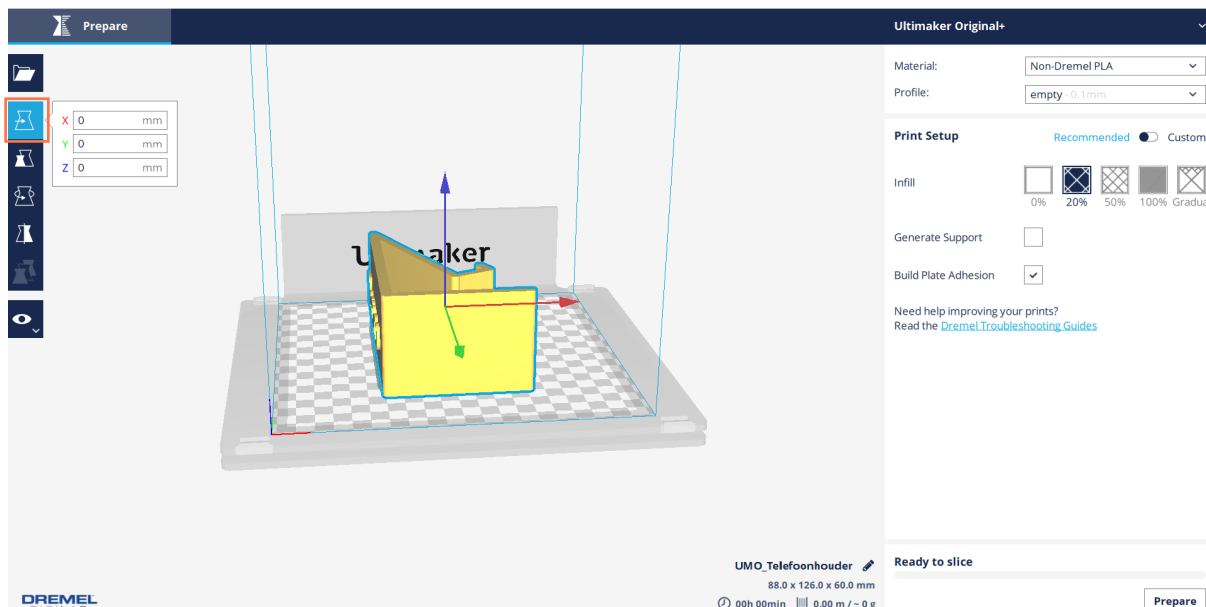 Prepare
Ultimaker Original+
Material:
Non-Dremel PLA
Profile:
empty - 0.1mm
X 0 mm
Y 0 mm
Z 0 mm
Print Setup
Recommended
Custom
Infill
0%
20%
50%
100%
Gradua
Generate Support
Build Plate Adhesion
Need help improving your prints?
Read the Dremel Troubleshooting Guides
UMO_Telefoonhouder
88.0 x 126.0 x 60.0 mm
00h 00min 0.00 m / ~ 0 g
Ready to slice
Prepare
DREMEL